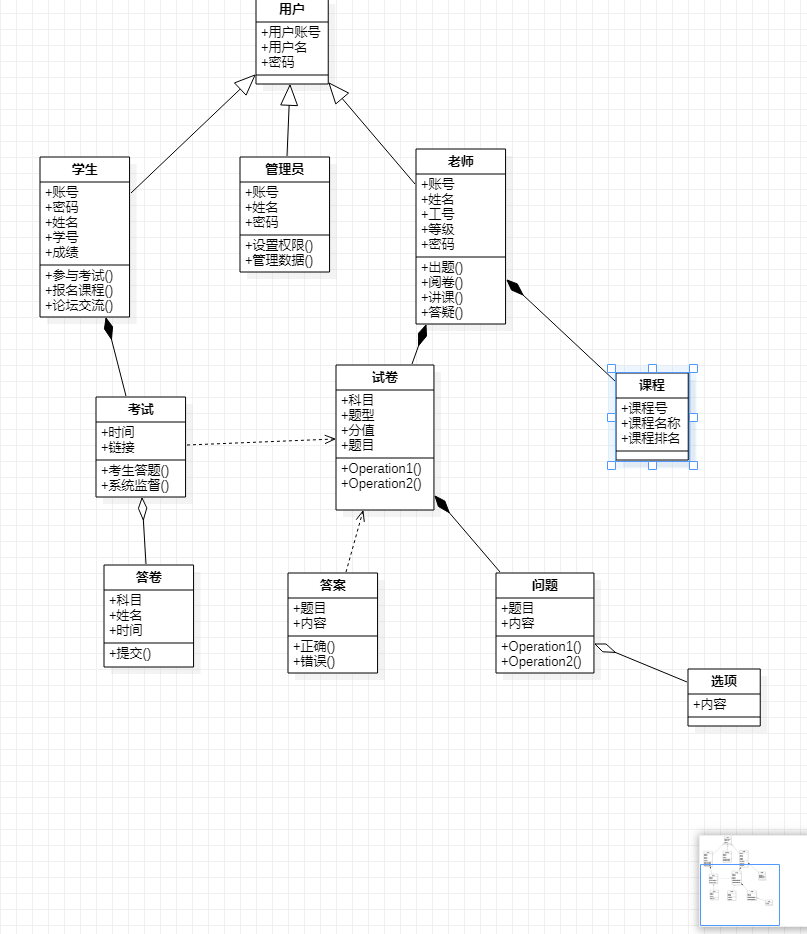 用户
+用户账号
+用户名
+密码
学生
+账号
+密码
+姓名
+学号
+成绩
+参与考试()
+报名课程()
+论坛交流()
管理员
+账号
+姓名
+密码
+设置权限()
+管理数据()
老师
+账号
+姓名
+工号
+等级
+密码
+出题()
+阅卷()
+讲课()
+答疑()
试卷
+科目
+题型
+分值
+题目
+Operation1()
+Operation2()
课程
+课程号
+课程名称
+课程排名
考试
+时间
+链接
+考生答题()
+系统监督()
答卷
+科目
+姓名
+时间
+提交()
答案
+题目
+内容
+正确()
+错误()
问题
+题目
+内容
+Operation1()
+Operation2()
选项
+内容